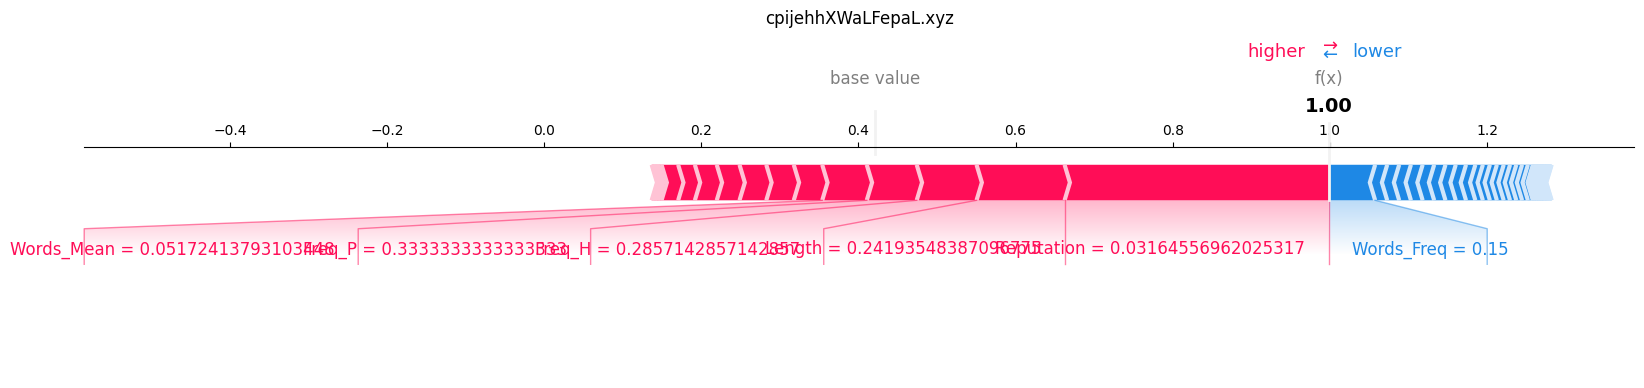 cpijehhXWaLFepaL.xyz
higher ⇄ lower
base value f(x)
1.00
−0.4 −0.2 0.0 0.2 0.4 0.6 0.8 1.0 1.2
Words_Mean = 0.05172413793103448 Freq_P = 0.3333333333333333 Freq_H = 0.2857142857142857 Length = 0.24193548387096775 Reputation = 0.03164556962025317 Words_Freq = 0.15